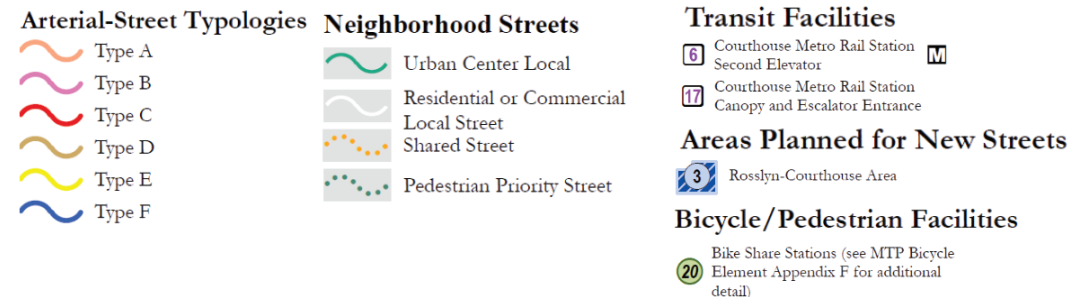 Arterial-Street Typologies
Type A
Type B
Type C
Type D
Type E
Type F
Neighborhood Streets
Urban Center Local
Residential or Commercial
Local Street
Shared Street
Pedestrian Priority Street
Transit Facilities
6 Courthouse Metro Rail Station
Second Elevator
M
17 Courthouse Metro Rail Station
Canopy and Escalator Entrance
Areas Planned for New Streets
3 Rosslyn-Courthouse Area
Bicycle/Pedestrian Facilities
Bike Share Stations (see MTP Bicycle
20 Element Appendix F for additional
detail)